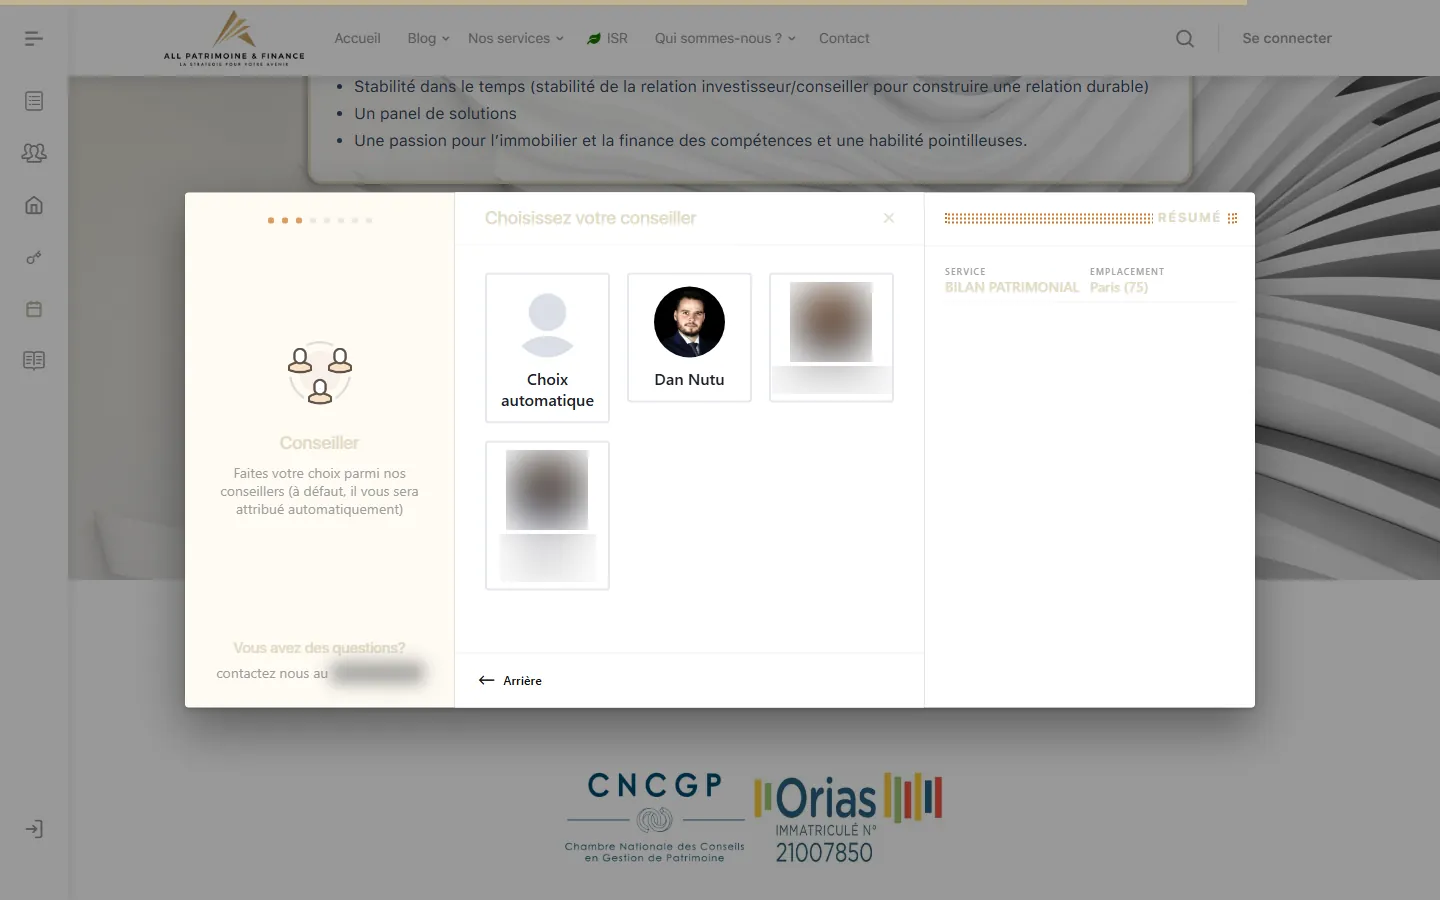 ALL PATRIMOINE & FINANCE
LA STRATÉGIE POUR VOTRE AVENIR
Accueil
Blog
Nos services
ISR
Qui sommes-nous ?
Contact
Se connecter
Stabilité dans le temps (stabilité de la relation investisseur/conseiller pour construire une relation durable)
Un panel de solutions
Une passion pour l’immobilier et la finance des compétences et une habilité pointilleuses.
Conseiller
Faites votre choix parmi nos
conseillers (à défaut, il vous sera
attribué automatiquement)
Vous avez des questions?
contactez nous au
Choisissez votre conseiller
Choix
automatique
Dan Nutu
Arrière
RÉSUMÉ
SERVICE
BILAN PATRIMONIAL
EMPLACEMENT
Paris (75)
CNCGP
Chambre Nationale des Conseils
en Gestion de Patrimoine
Orias
IMMATRICULÉ N°
21007850